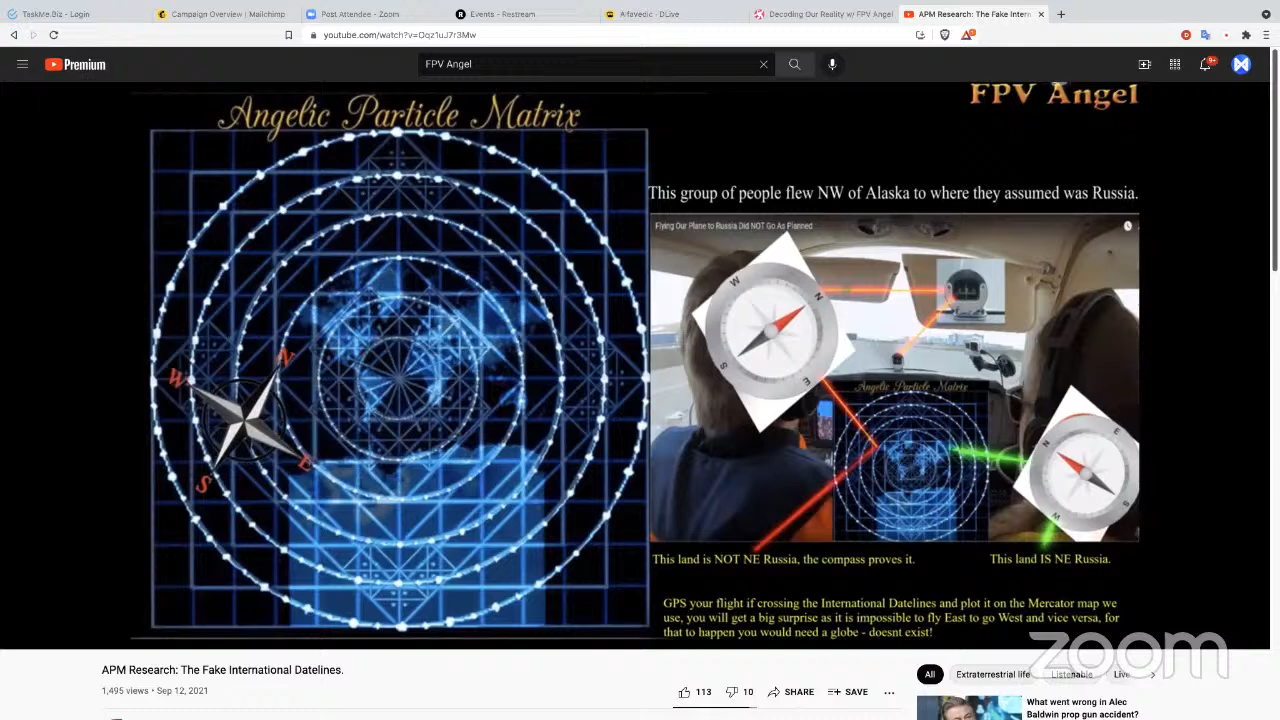 TaskMe.Biz - Login
Campaign Overview | Mailchimp
Post Attendee - Zoom
Events - Restream
Alfavedic - DLive
Decoding Our Reality w/ FPV Angel
APM Research: The Fake Intern
youtube.com/watch?v=Oqz1uJ7r3Mw
Premium
FPV Angel
9+
Angelic Particle Matrix
FPV Angel
This group of people flew NW of Alaska to where they assumed was Russia.
Flying Our Plane to Russia Did NOT Go As Planned
W
N
S
E
Angelic Particle Matrix
N
E
W
S
N
W
E
S
This land is NOT NE Russia, the compass proves it.
This land IS NE Russia.
GPS your flight if crossing the International Datelines and plot it on the Mercator map we
use, you will get a big surprise as it is impossible to fly East to go West and vice versa, for
that to happen you would need a globe - doesnt exist!
zoom
APM Research: The Fake International Datelines.
1,495 views • Sep 12, 2021
113
10
SHARE
SAVE
All
Extraterrestrial life
Listenable
Live
What went wrong in Alec
Baldwin prop gun accident?